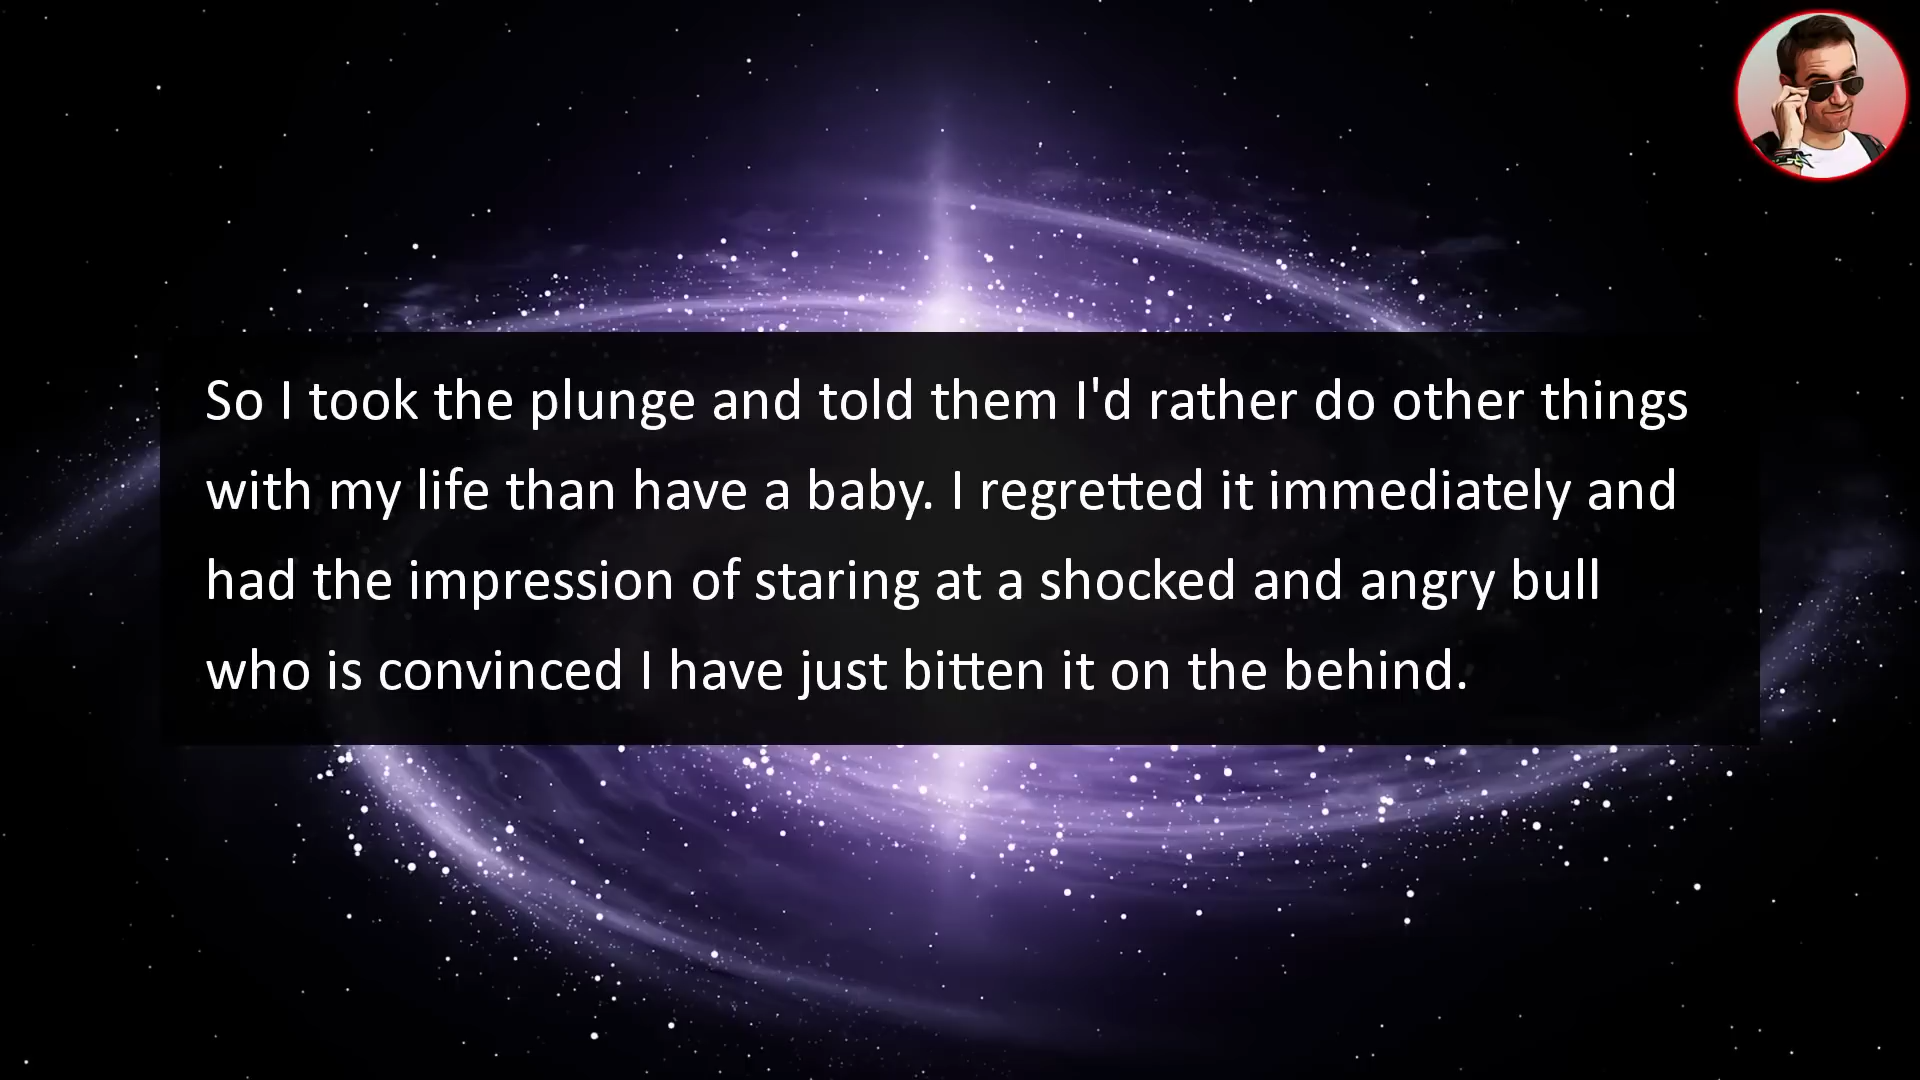 So I took the plunge and told them I'd rather do other things
with my life than have a baby. I regretted it immediately and
had the impression of staring at a shocked and angry bull
who is convinced I have just bitten it on the behind.